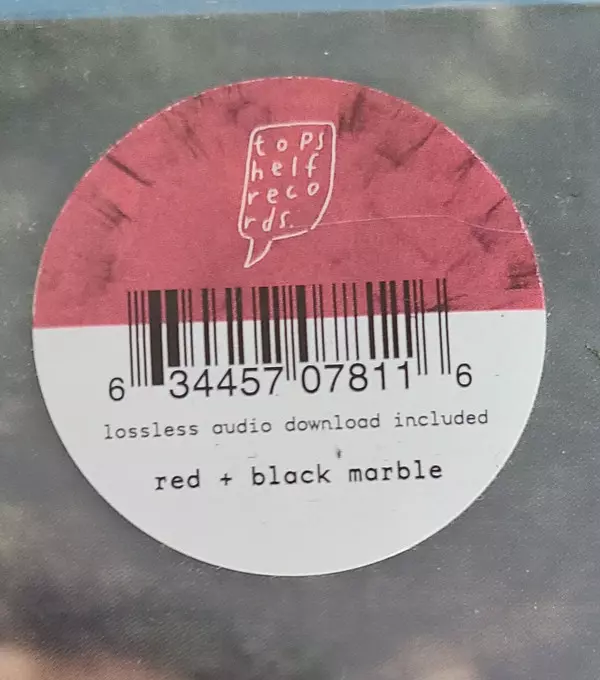 tops
helf
reco
rds.
6 34457 07811 6
lossless audio download included
red + black marble